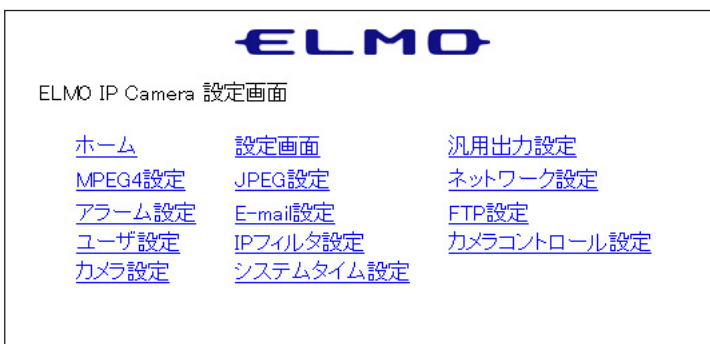 ELMO
ELMO IP Camera 設定画面
ホーム 設定画面 汎用出力設定
MPEG4設定 JPEG設定 ネットワーク設定
アラーム設定 E-mail設定 FTP設定
ユーザ設定 IPフィルタ設定 カメラコントロール設定
カメラ設定 システムタイム設定